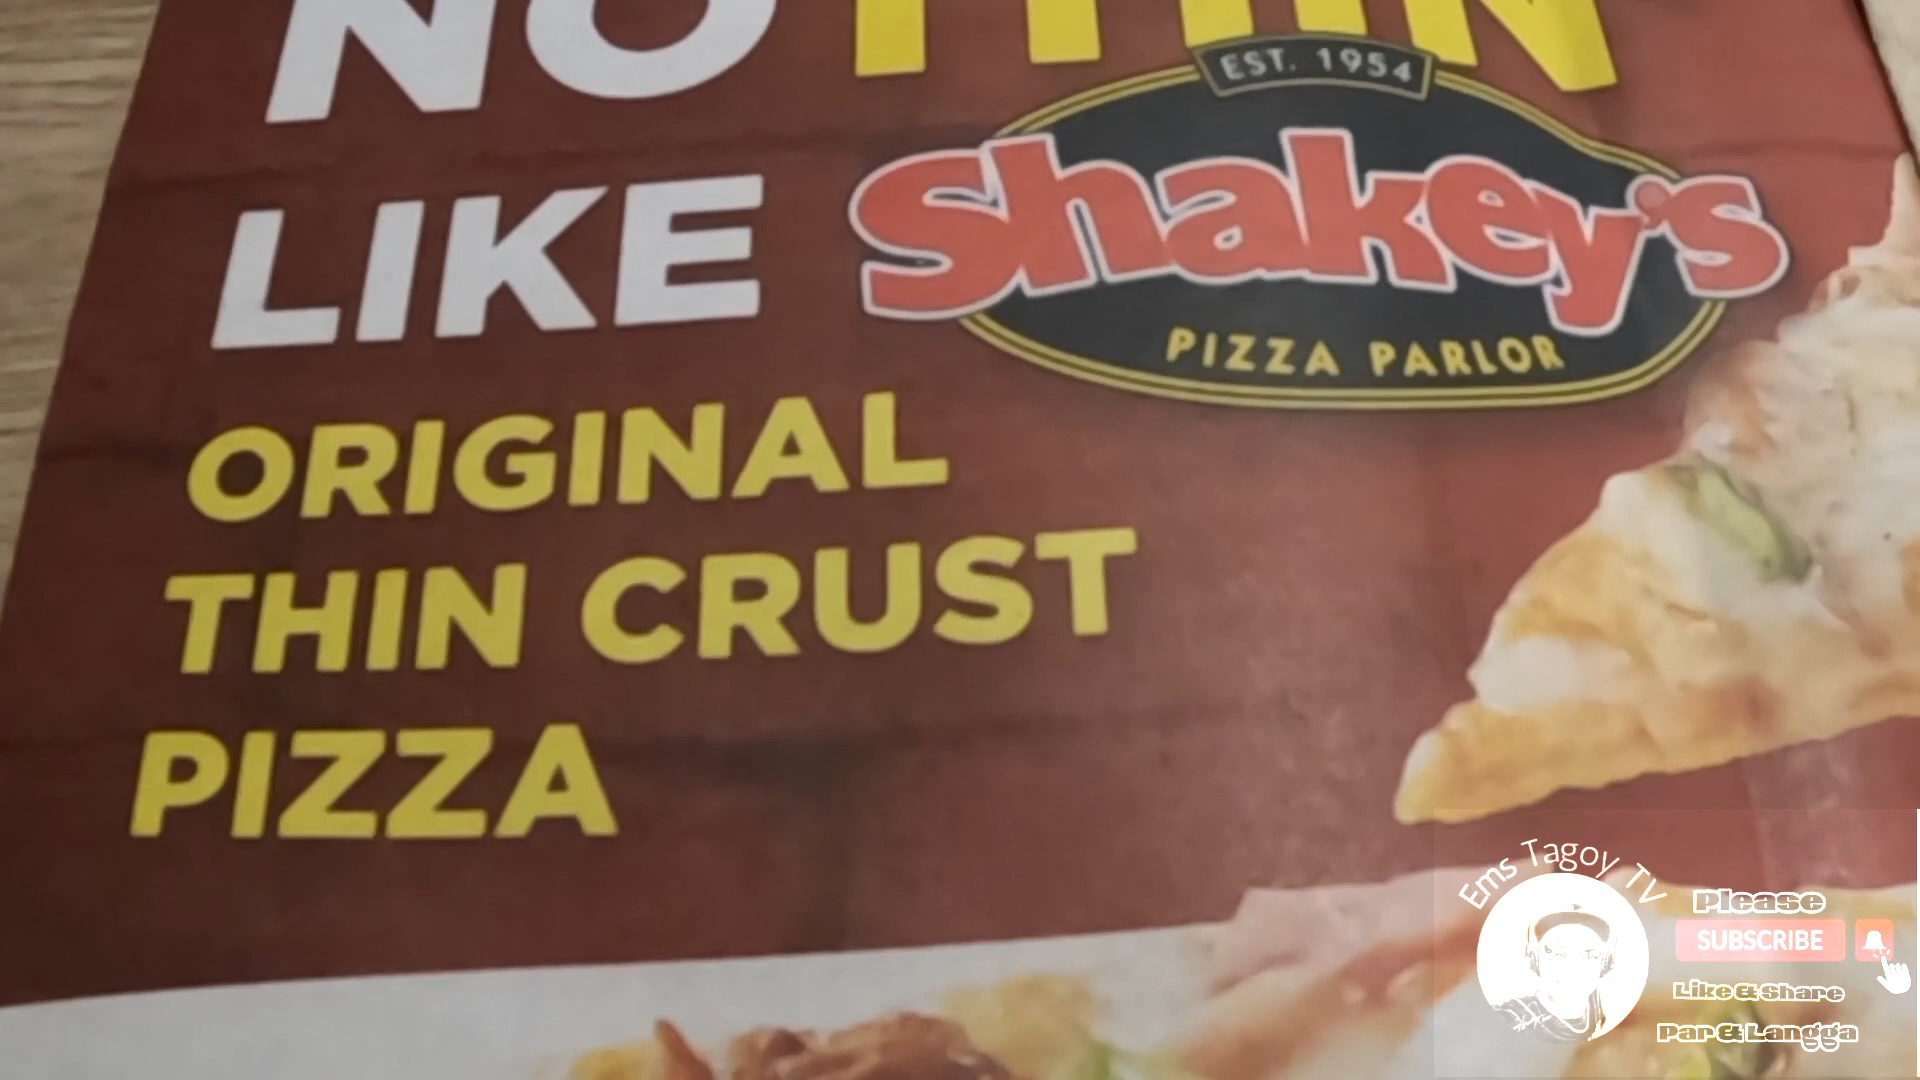 NOTHIN'
LIKE
EST. 1954
Shakey's
PIZZA PARLOR
ORIGINAL
THIN CRUST
PIZZA
Ems Tagoy TV
Please
SUBSCRIBE
Like & Share
Par & Langga